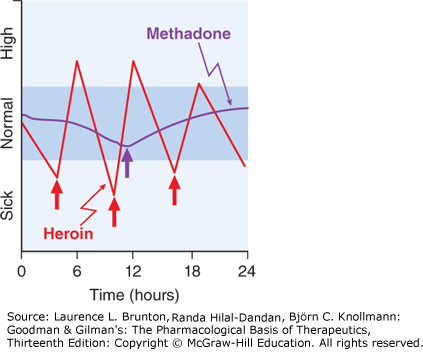 High
Methadone
Normal
Sick
Heroin
0 6 12 18 24
Time (hours)
Source: Laurence L. Brunton, Randa Hilal-Dandan, Björn C. Knollmann:
Goodman & Gilman's: The Pharmacological Basis of Therapeutics,
Thirteenth Edition: Copyright © McGraw-Hill Education. All rights reserved.